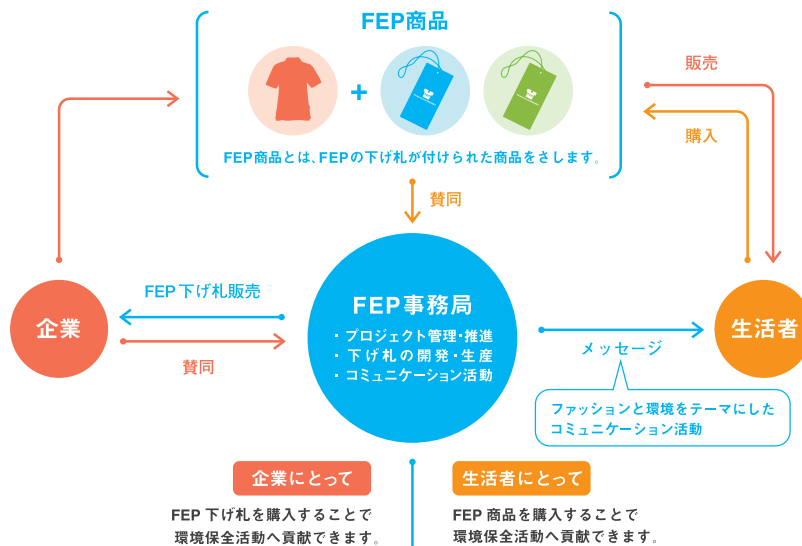 FEP商品
+
FEP商品とは、FEPの下げ札が付けられた商品をさします。
販売
購入
賛同
企業
FEP下げ札販売
賛同
FEP事務局
・プロジェクト管理・推進
・下げ札の開発・生産
・コミュニケーション活動
メッセージ
生活者
ファッションと環境をテーマにした
コミュニケーション活動
企業にとって
FEP下げ札を購入することで
環境保全活動へ貢献できます。
生活者にとって
FEP商品を購入することで
環境保全活動へ貢献できます。